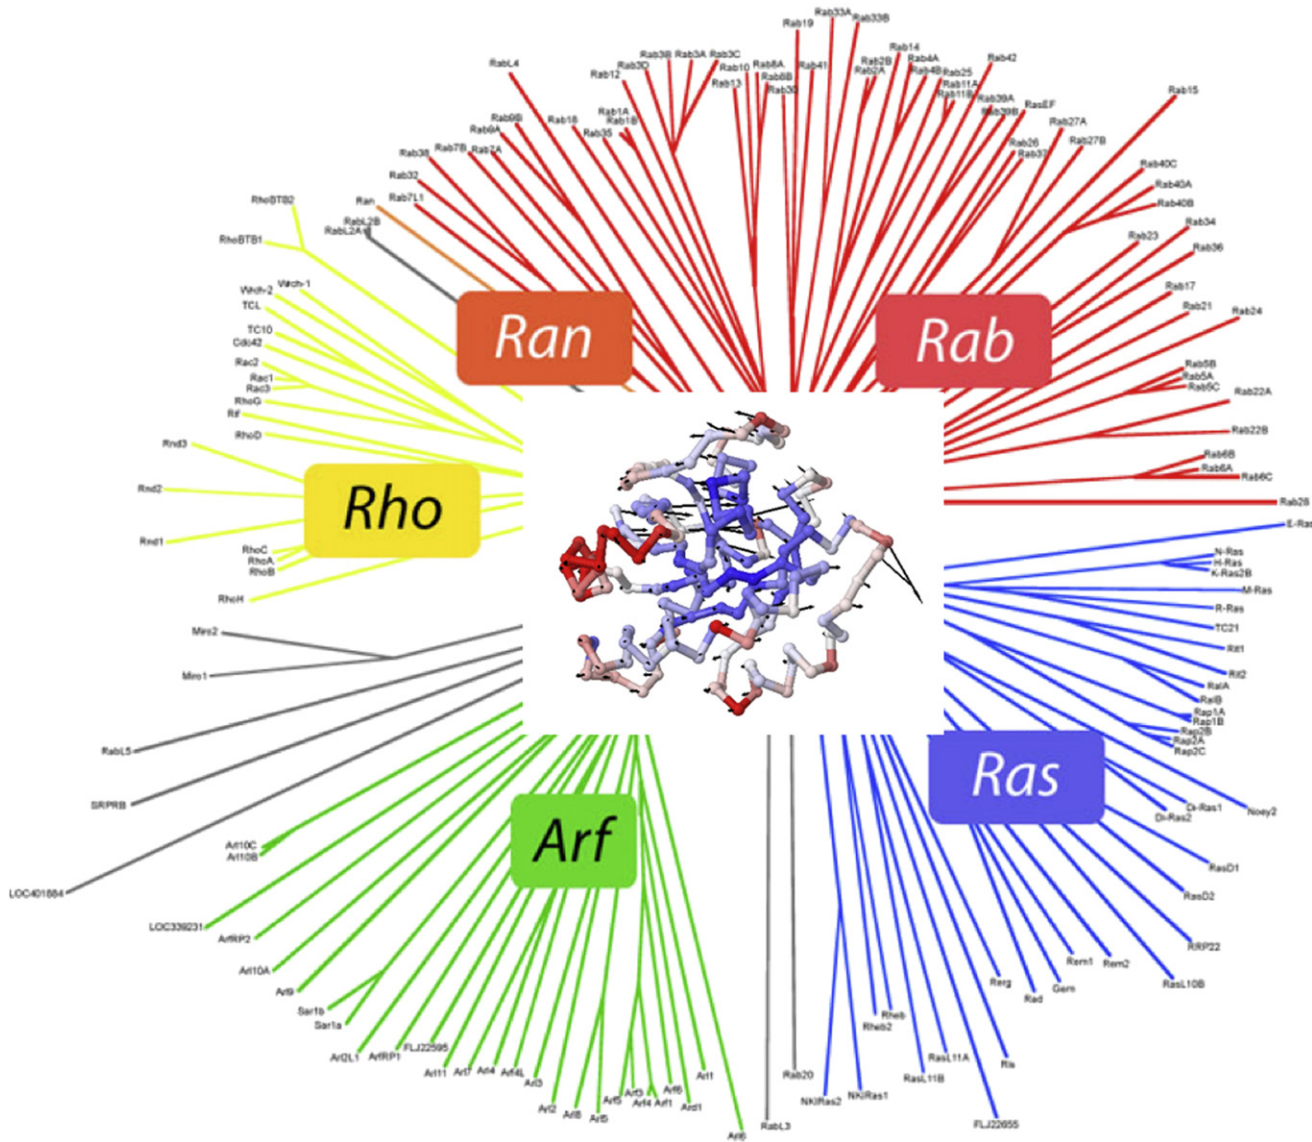 Rab33A
Rab33B
Rab19
Rab14
Rab3B
Rab3A
Rab3C
Rab42
RabL4
Rab2B
Rab4A
Rab3D
Rab10
Rab8A
Rab41
Rab2A
Rab4B
Rab25
Rab12
Rab8B
Rab13
Rab11A
Rab30
Rab11B
Rab15
Rab39A
RasEF
Rab1A
Rab39B
Rab9B
Rab18
Rab1B
Rab27A
Rab9A
Rab35
Rab27B
Rab26
Rab38
Rab7B
Rab7A
Rab37
Rab40C
Rab32
Rab40A
Rab7L1
Ran
Rab40B
RhoBTB2
RabL2B
Rab34
RabL2A
Rab23
RhoBTB1
Rab36
Wrch-2
Wrch-1
Rab17
TCL
Rab21
Rab24
Ran
Rab
TC10
Cdc42
Rac2
Rab5B
Rac1
Rab5A
Rac3
Rab5C
Rab22A
RhoG
Rif
Rab22B
RhoD
Rnd3
Rab6B
Rab6A
Rab6C
Rnd2
Rab28
Rho
E-Ras
Rnd1
RhoC
N-Ras
RhoA
H-Ras
RhoB
K-Ras2B
M-Ras
RhoH
R-Ras
Miro2
TC21
Rit1
Miro1
Rit2
RalA
RalB
Rap1A
Rap1B
Rap2B
Rap2A
RabL5
Rap2C
Ras
SRPRB
Di-Ras1
Noey2
Di-Ras2
Arf
Arl10C
Arl10B
RasD1
LOC401884
RasD2
LOC339231
ArfRP2
RRP22
Rem1
Rem2
Arl10A
Rerg
Gem
RasL10B
Arl9
Rad
Sar1b
Rheb
Sar1a
Rheb2
Arl2L1
ArfRP1
FLJ22595
RasL11A
Ris
Arl11
Arl7
Arl4
Arf4L
Arl1
Rab20
RasL11B
Arl3
Arf6
Arf3
NKIRas1
Arf5
Arf4
Arf1
Ard1
NKIRas2
Arl2
Arl8
Arl5
RabL3
FLJ22655
Arl6